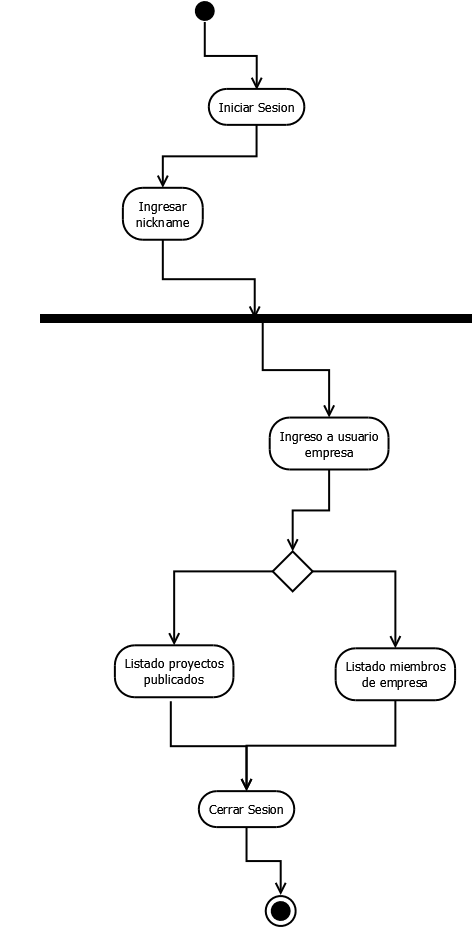 Iniciar Sesion
Ingresar
nickname
Ingreso a usuario
empresa
Listado proyectos
publicados
Listado miembros
de empresa
Cerrar Sesion